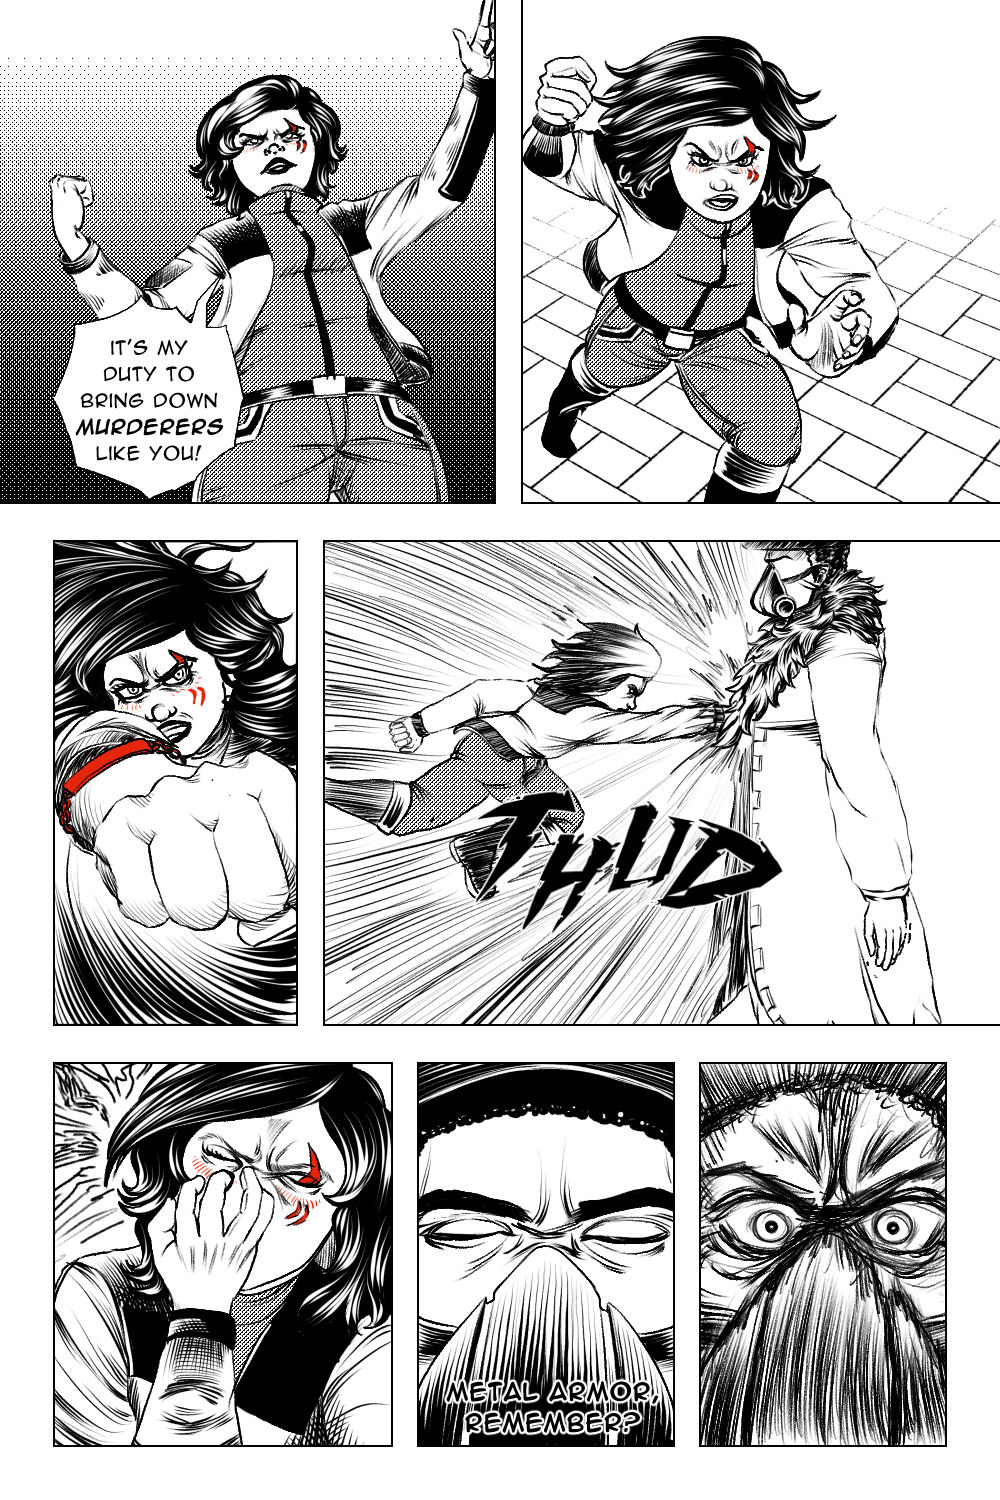 IT'S MY
DUTY TO
BRING DOWN
MURDERERS
LIKE YOU!
THUD
METAL ARMOR,
REMEMBER?